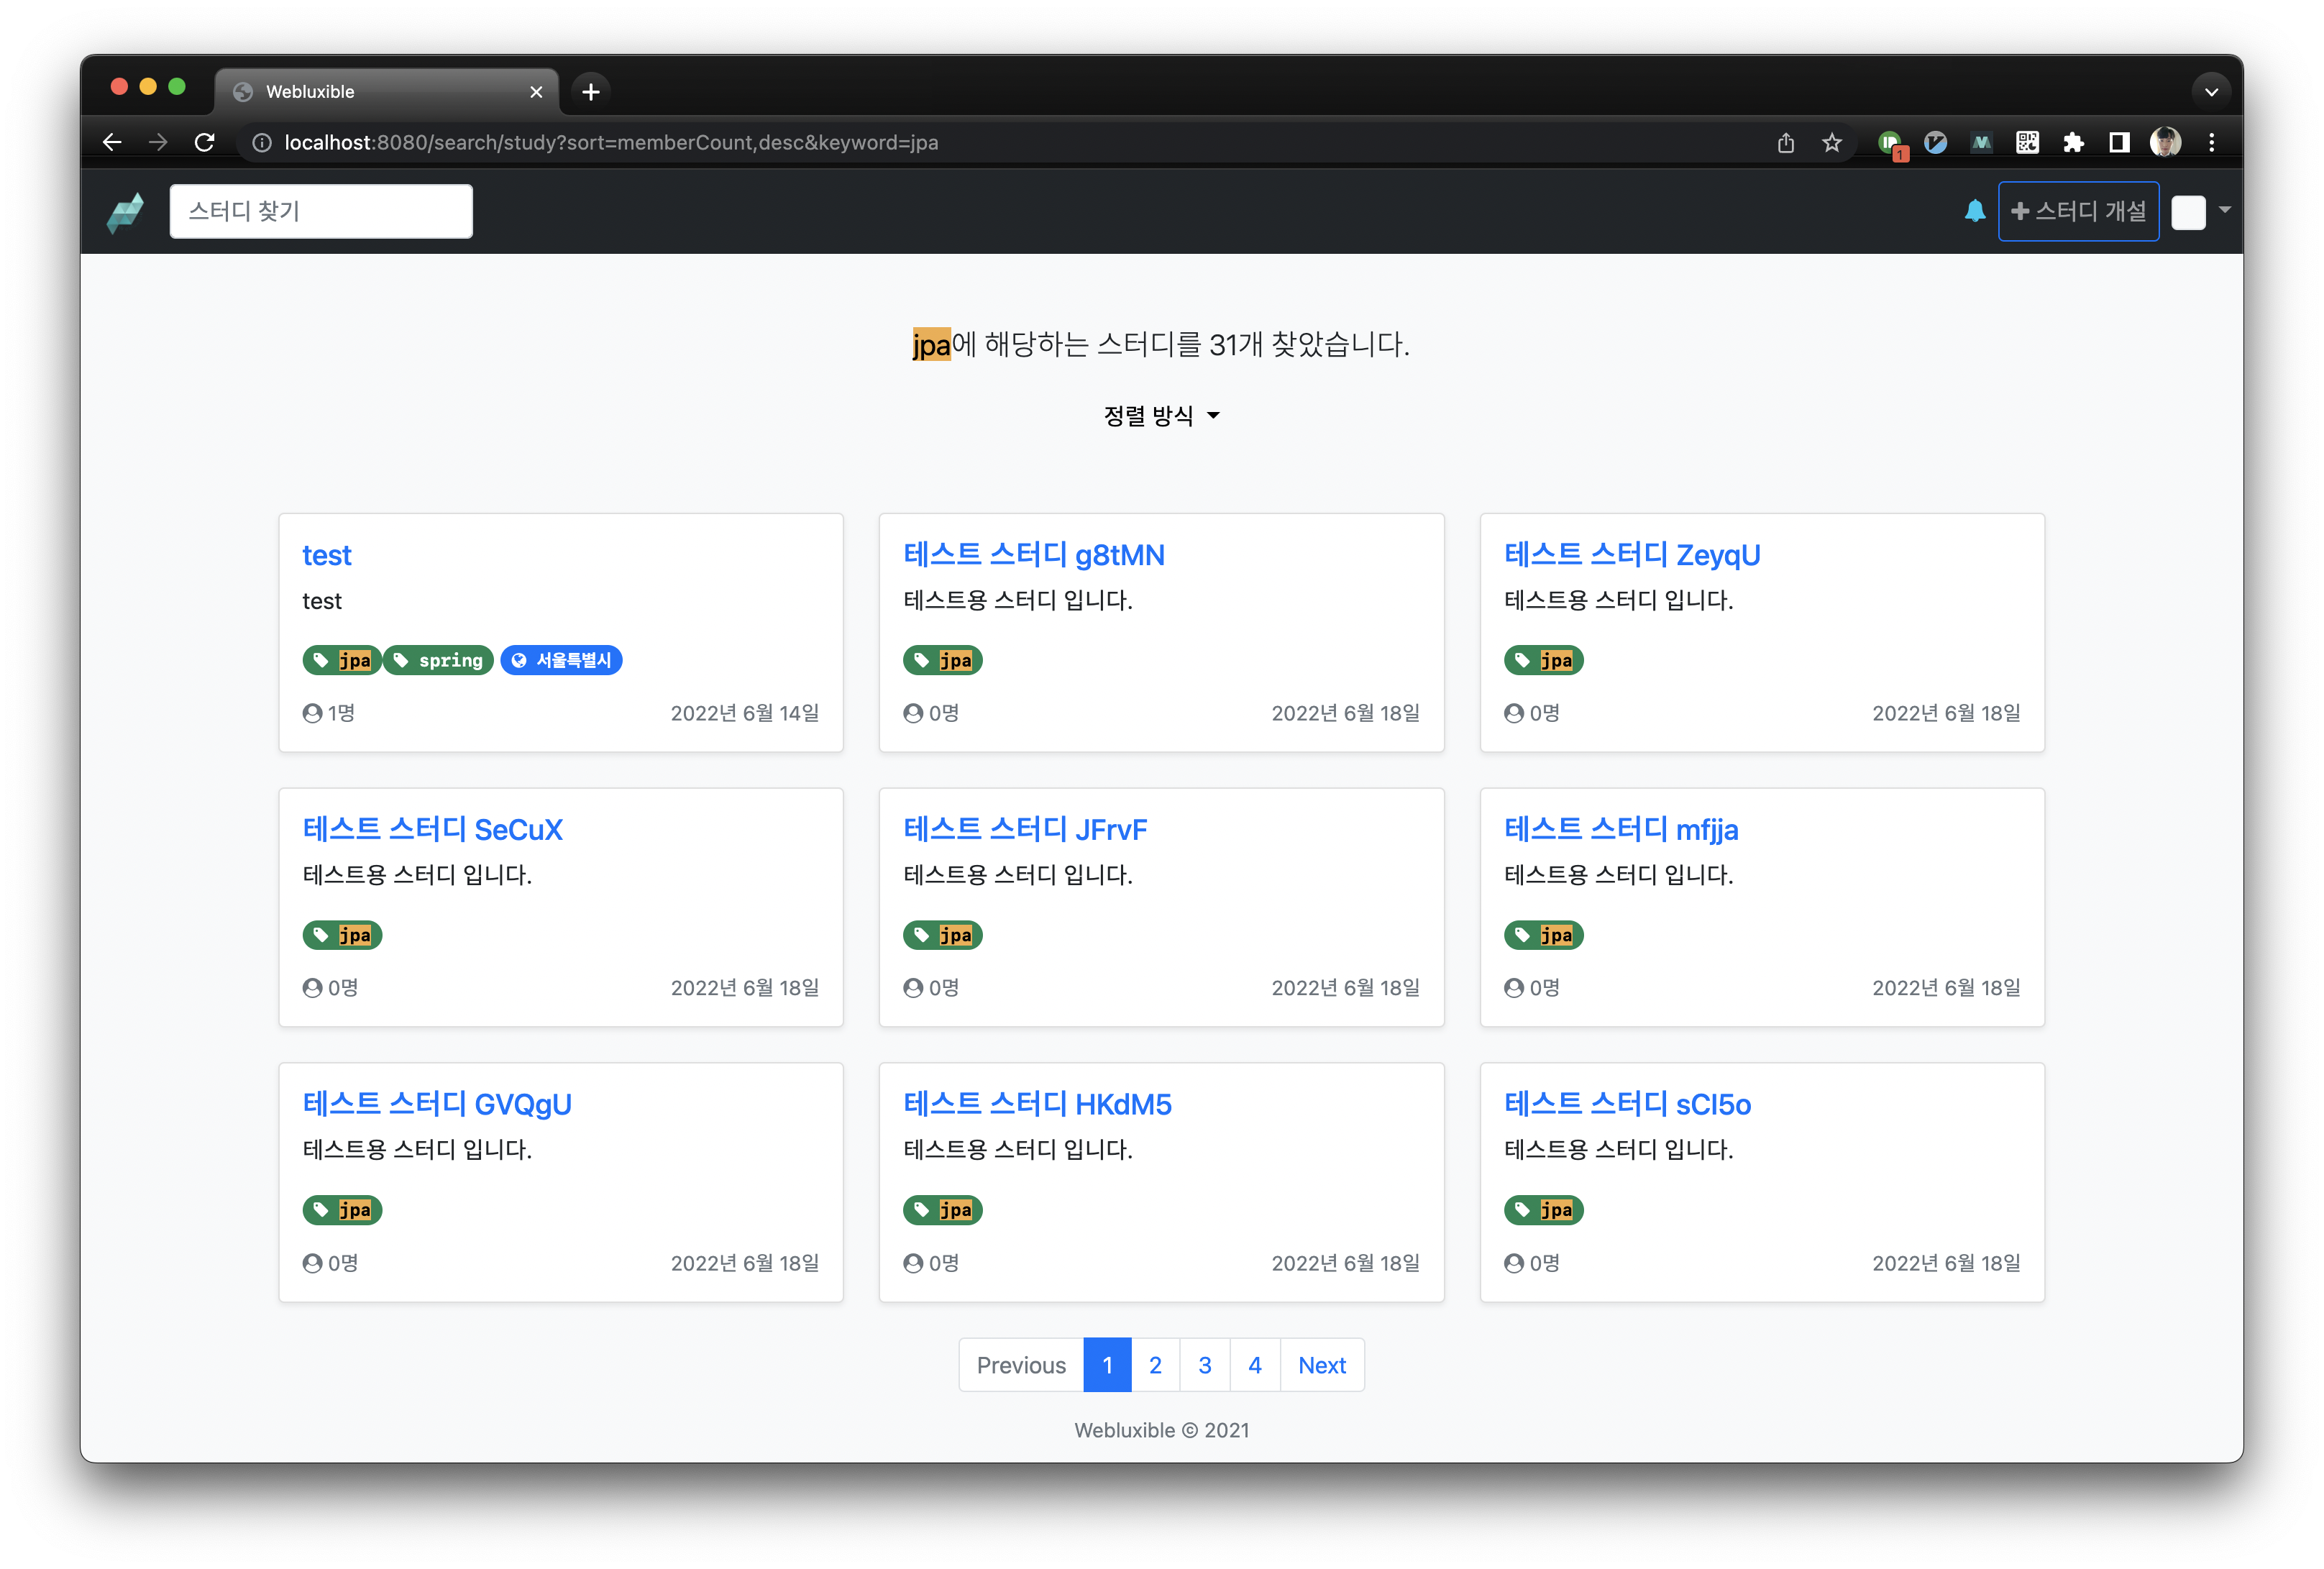 Webluxible
localhost:8080/search/study?sort=memberCount,desc&keyword=jpa
1
스터디 찾기
스터디 개설
jpa에 해당하는 스터디를 31개 찾았습니다.
정렬 방식
test
test
jpa spring 서울특별시
1명 2022년 6월 14일
테스트 스터디 g8tMN
테스트용 스터디 입니다.
jpa
0명 2022년 6월 18일
테스트 스터디 ZeyqU
테스트용 스터디 입니다.
jpa
0명 2022년 6월 18일
테스트 스터디 SeCuX
테스트용 스터디 입니다.
jpa
0명 2022년 6월 18일
테스트 스터디 JFrvF
테스트용 스터디 입니다.
jpa
0명 2022년 6월 18일
테스트 스터디 mfjja
테스트용 스터디 입니다.
jpa
0명 2022년 6월 18일
테스트 스터디 GVQgU
테스트용 스터디 입니다.
jpa
0명 2022년 6월 18일
테스트 스터디 HKdM5
테스트용 스터디 입니다.
jpa
0명 2022년 6월 18일
테스트 스터디 sCI5o
테스트용 스터디 입니다.
jpa
0명 2022년 6월 18일
Previous 1 2 3 4 Next
Webluxible © 2021